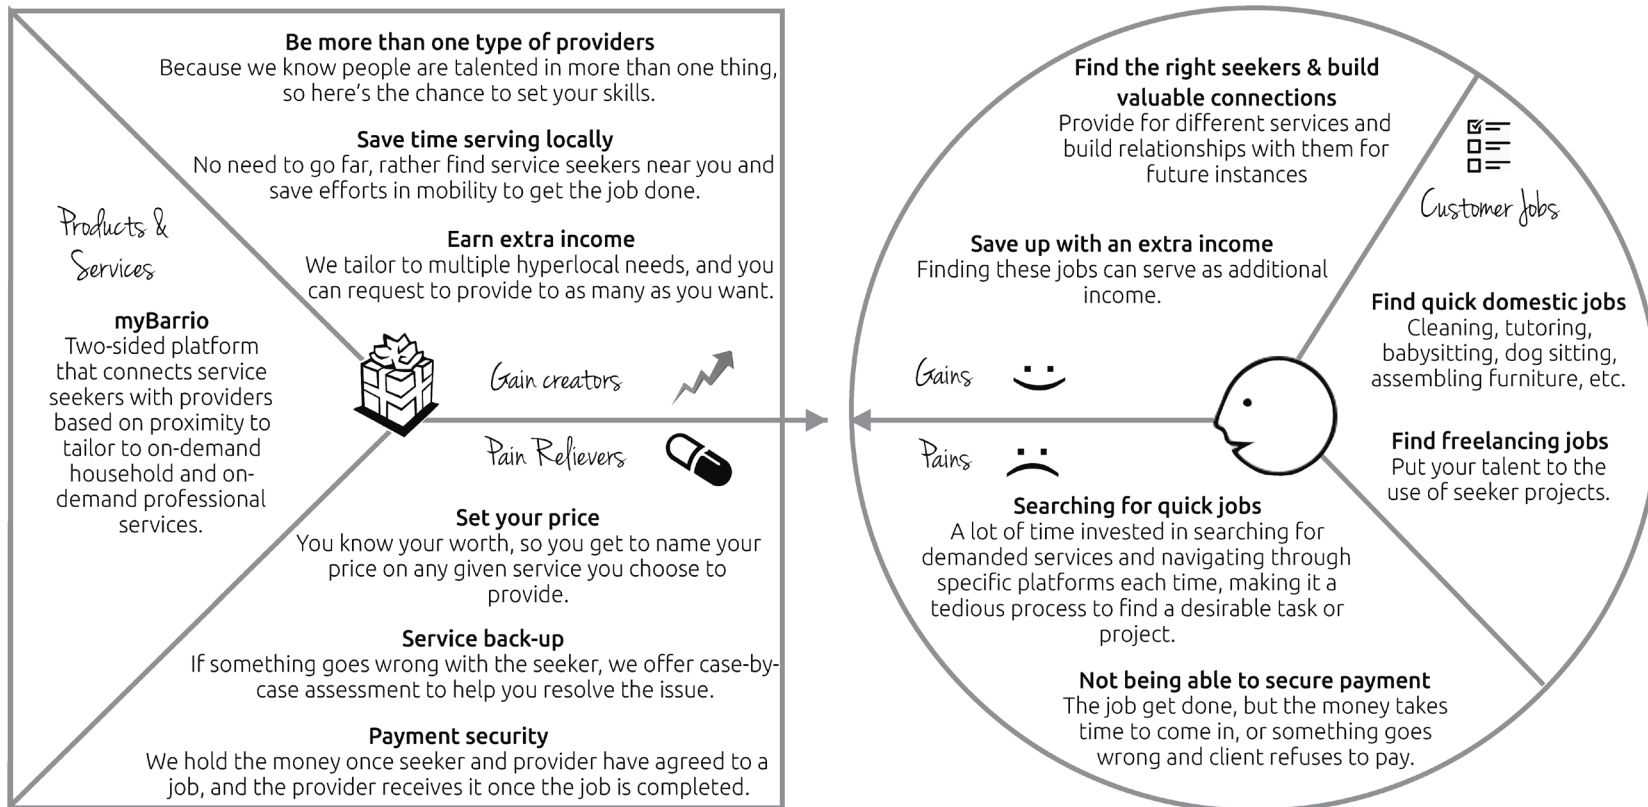 Be more than one type of providers
Because we know people are talented in more than one thing,
so here's the chance to set your skills.
Save time serving locally
No need to go far, rather find service seekers near you and
save efforts in mobility to get the job done.
Earn extra income
We tailor to multiple hyperlocal needs, and you
can request to provide to as many as you want.
Products &
Services
myBarrio
Two-sided platform
that connects service
seekers with providers
based on proximity to
tailor to on-demand
household and on-
demand professional
services.
Gain creators
Pain Relievers
Set your price
You know your worth, so you get to name your
price on any given service you choose to
provide.
Service back-up
If something goes wrong with the seeker, we offer case-by-
case assessment to help you resolve the issue.
Payment security
We hold the money once seeker and provider have agreed to a
job, and the provider receives it once the job is completed.
Find the right seekers & build
valuable connections
Provide for different services and
build relationships with them for
future instances
Save up with an extra income
Finding these jobs can serve as additional
income.
Gains
Pains
Searching for quick jobs
A lot of time invested in searching for
demanded services and navigating through
specific platforms each time, making it a
tedious process to find a desirable task or
project.
Not being able to secure payment
The job get done, but the money takes
time to come in, or something goes
wrong and client refuses to pay.
Customer Jobs
Find quick domestic jobs
Cleaning, tutoring,
babysitting, dog sitting,
assembling furniture, etc.
Find freelancing jobs
Put your talent to the
use of seeker projects.